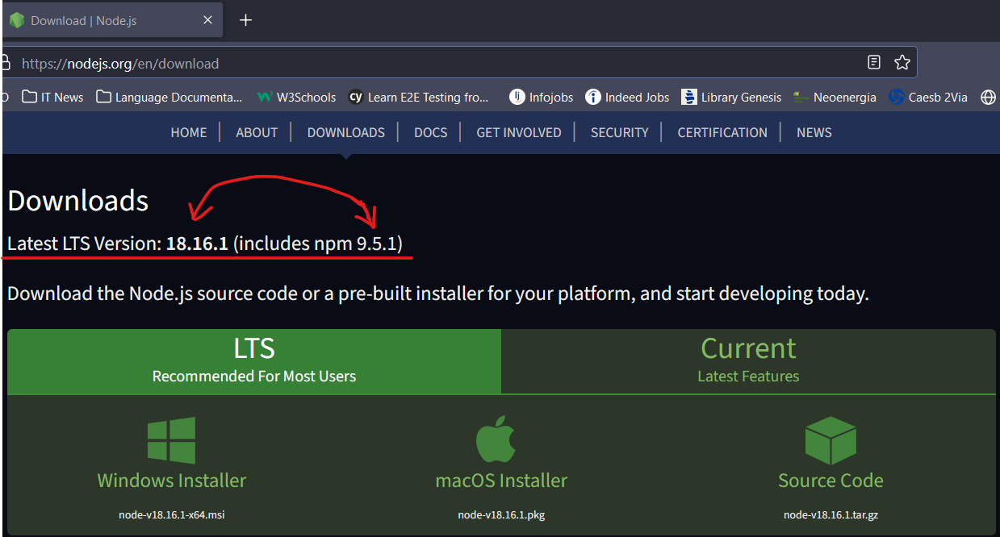 Download | Node.js
https://nodejs.org/en/download
IT News Language Documenta... W3Schools cy Learn E2E Testing fro... Infojobs Indeed Jobs Library Genesis Neoenergia Caesb 2Via
HOME ABOUT DOWNLOADS DOCS GET INVOLVED SECURITY CERTIFICATION NEWS
Downloads
Latest LTS Version: 18.16.1 (includes npm 9.5.1)
Download the Node.js source code or a pre-built installer for your platform, and start developing today.
LTS
Recommended For Most Users
Current
Latest Features
Windows Installer
node-v18.16.1-x64.msi
macOS Installer
node-v18.16.1.pkg
Source Code
node-v18.16.1.tar.gz